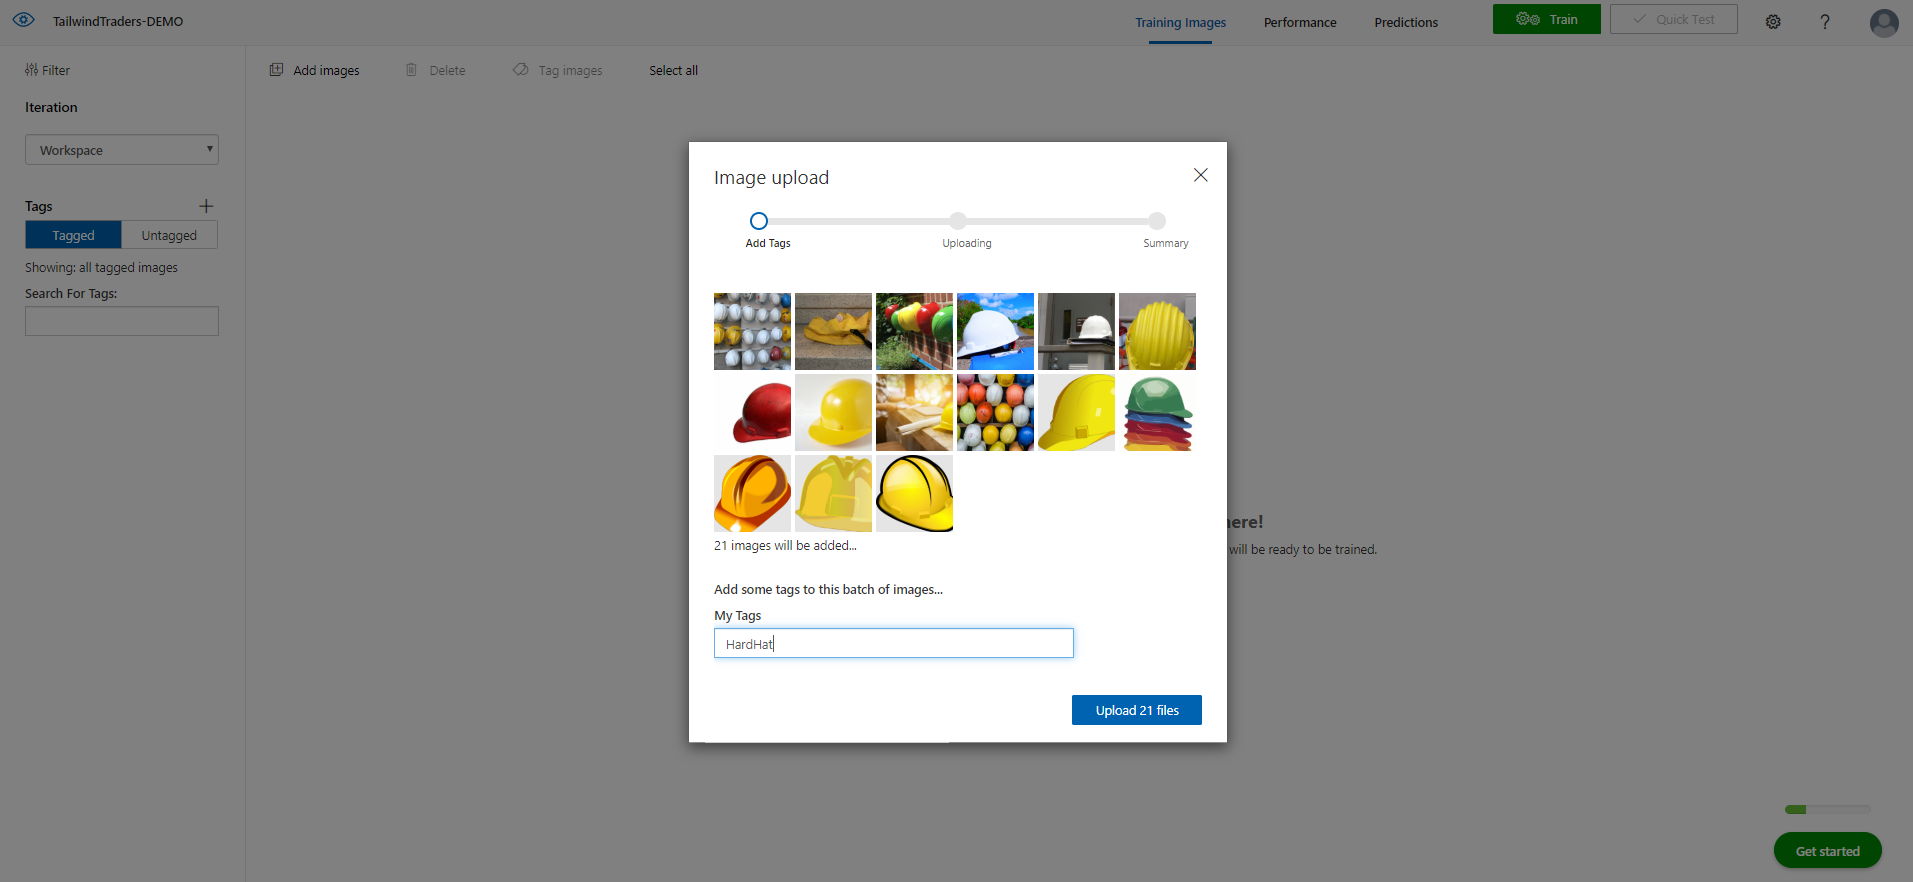 TailwindTraders-DEMO
Training Images
Performance
Predictions
Train
Quick Test
?
Filter
Add images
Delete
Tag images
Select all
Iteration
Workspace
Tags
Tagged
Untagged
Showing: all tagged images
Search For Tags:
Image upload
Add Tags
Uploading
Summary
21 images will be added...
Add some tags to this batch of images...
My Tags
HardHat
Upload 21 files
here!
will be ready to be trained.
Get started